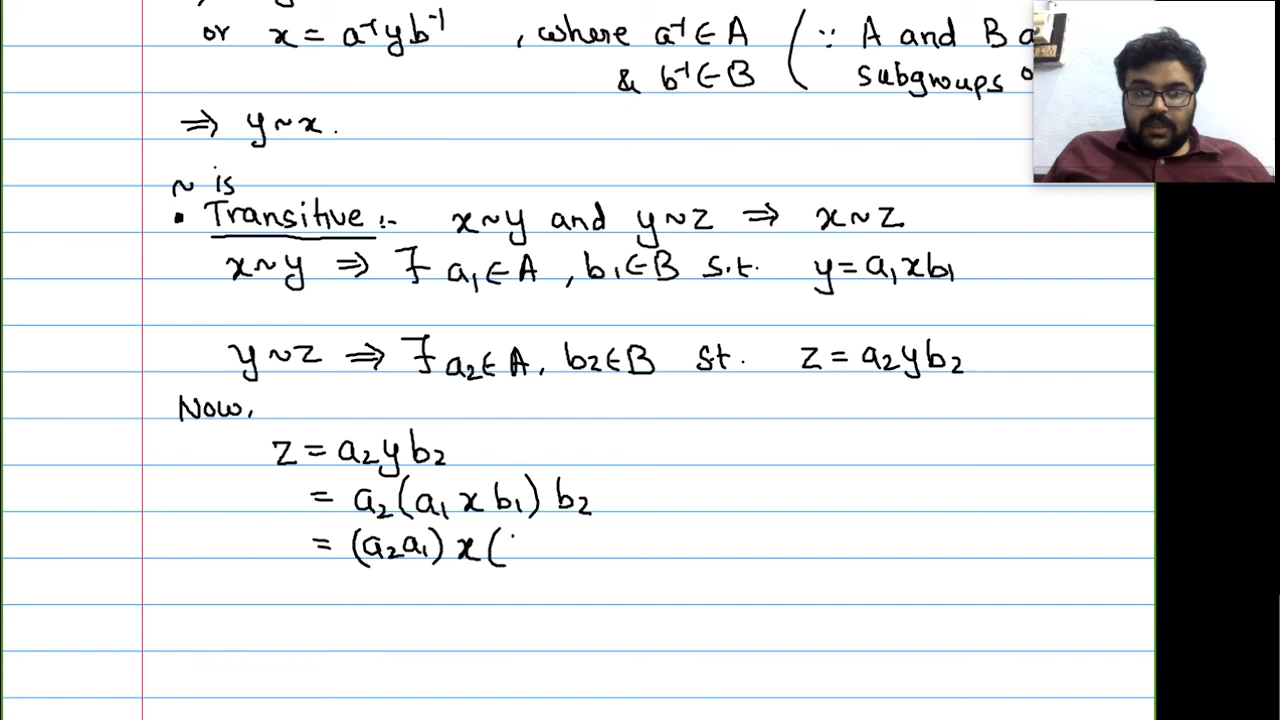 or x = a⁻¹yb⁻¹ , where a⁻¹ ∈ A ( ∵ A and B
& b⁻¹ ∈ B subgroups
⇒ y ~ x .
~ is
• Transitive :- x ~ y and y ~ z ⇒ x ~ z
x ~ y ⇒ ∃ a₁ ∈ A , b₁ ∈ B s.t. y = a₁xb₁
y ~ z ⇒ ∃ a₂ ∈ A , b₂ ∈ B st. z = a₂yb₂
Now,
z = a₂yb₂
= a₂(a₁xb₁)b₂
= (a₂a₁)x(